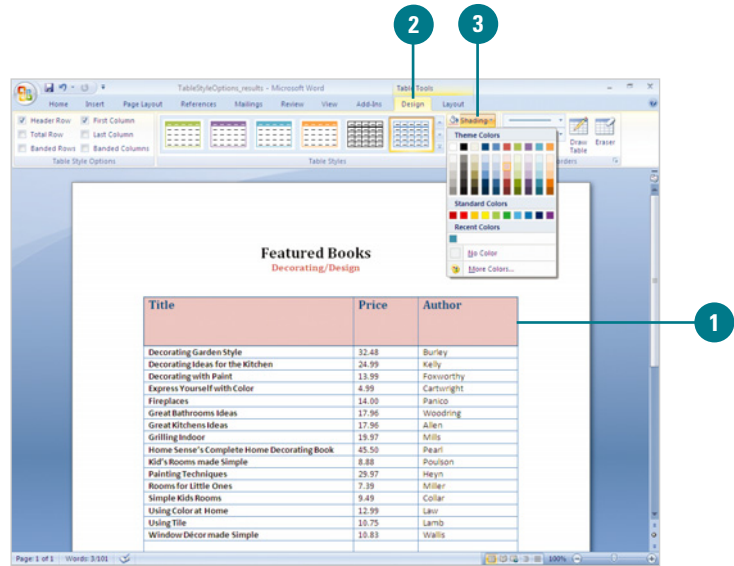 2
3
TableStyleOptions_results - Microsoft Word
Table Tools
Home Insert Page Layout References Mailings Review View Add-Ins Design Layout
Header Row First Column
Total Row Last Column
Banded Rows Banded Columns
Table Style Options
Table Styles
Shading
Draw Table
Eraser
Theme Colors
Standard Colors
Recent Colors
No Color
More Colors...
Featured Books
Decorating/Design
1
Title Price Author
Decorating Garden Style 32.48 Burley
Decorating Ideas for the Kitchen 24.99 Kelly
Decorating with Paint 13.99 Foxworthy
Express Yourself with Color 4.99 Cartwright
Fireplaces 14.00 Panico
Great Bathrooms Ideas 17.96 Woodring
Great Kitchens Ideas 17.96 Allen
Grilling Indoor 19.97 Mills
Home Sense's Complete Home Decorating Book 45.50 Pearl
Kid's Rooms made Simple 8.88 Poulson
Painting Techniques 29.97 Heyn
Rooms for Little Ones 7.39 Miller
Simple Kids Rooms 9.49 Collar
Using Color at Home 12.99 Law
Using Tile 10.75 Lamb
Window Décor made Simple 10.83 Wallis
Page: 1 of 1 Words: 3/101 100%